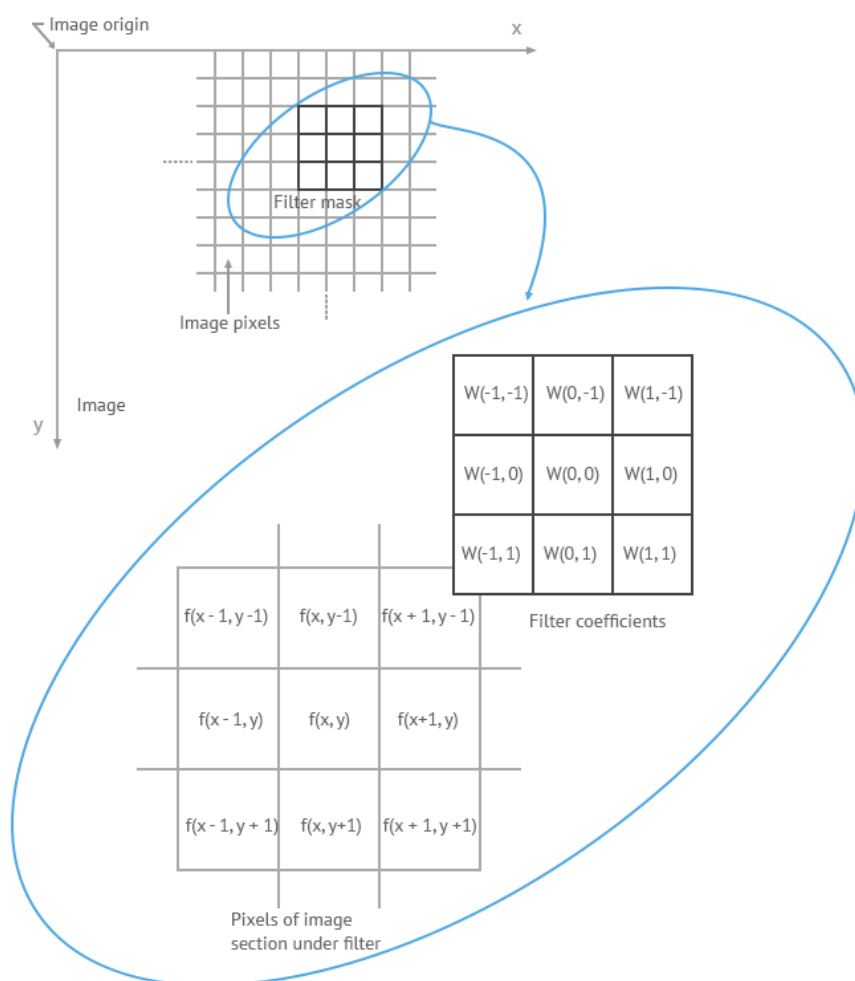 Image origin
x
Filter mask
Image pixels
Image
y
W(-1,-1) W(0,-1) W(1,-1)
W(-1,0) W(0,0) W(1,0)
W(-1,1) W(0,1) W(1,1)
Filter coefficients
f(x - 1, y -1) f(x, y-1) f(x + 1, y - 1)
f(x - 1, y) f(x, y) f(x+1, y)
f(x - 1, y + 1) f(x, y+1) f(x + 1, y +1)
Pixels of image
section under filter